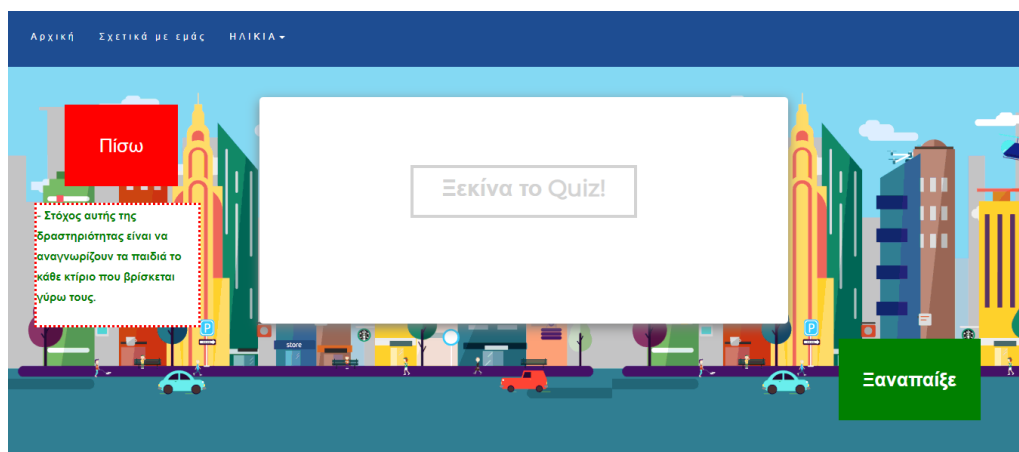 Αρχική Σχετικά με εμάς ΗΛΙΚΙΑ
Πίσω
- Στόχος αυτής της
δραστηριότητας είναι να
αναγνωρίζουν τα παιδιά το
κάθε κτίριο που βρίσκεται
γύρω τους.
Ξεκίνα το Quiz!
P
store
P
Ξαναπαίξε